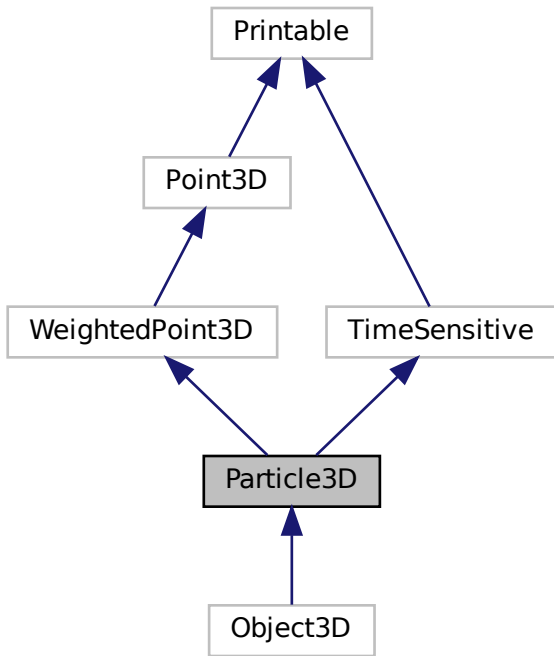 Printable
Point3D
WeightedPoint3D
TimeSensitive
Particle3D
Object3D